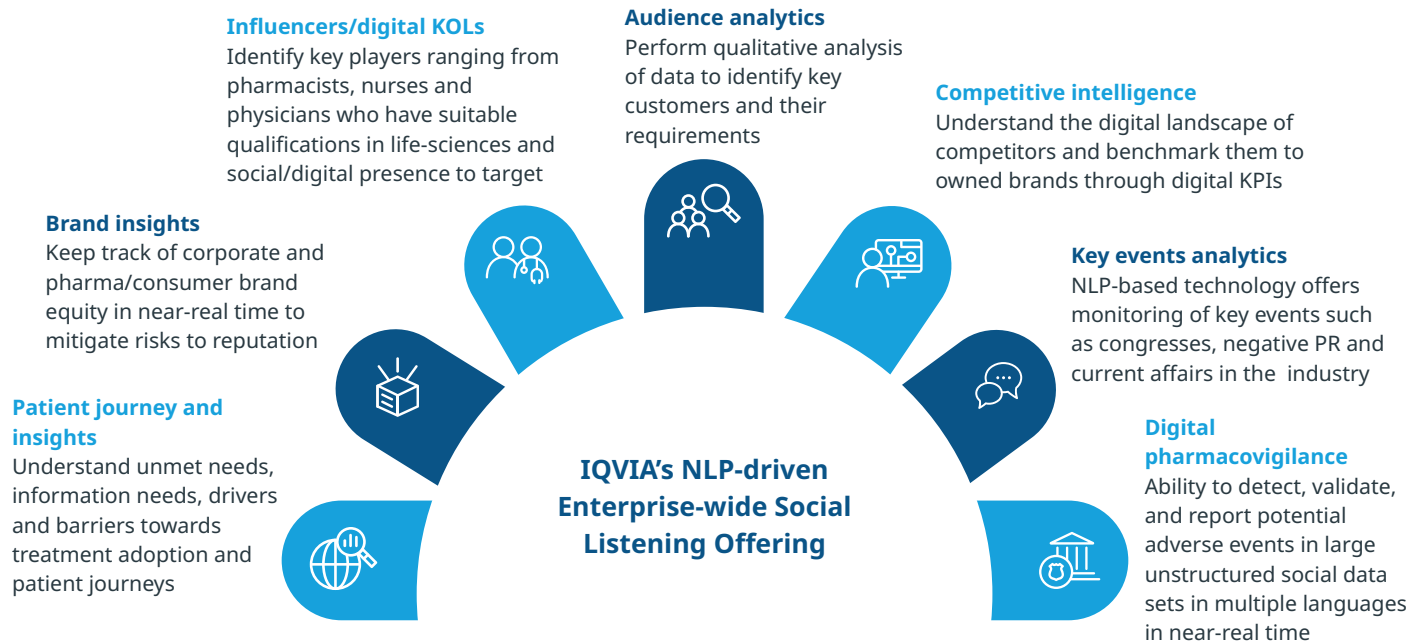 Patient journey and
insights
Understand unmet needs,
information needs, drivers
and barriers towards
treatment adoption and
patient journeys
Brand insights
Keep track of corporate and
pharma/consumer brand
equity in near-real time to
mitigate risks to reputation
Influencers/digital KOLs
Identify key players ranging from
pharmacists, nurses and
physicians who have suitable
qualifications in life-sciences and
social/digital presence to target
Audience analytics
Perform qualitative analysis
of data to identify key
customers and their
requirements
Competitive intelligence
Understand the digital landscape of
competitors and benchmark them to
owned brands through digital KPIs
Key events analytics
NLP-based technology offers
monitoring of key events such
as congresses, negative PR and
current affairs in the industry
Digital
pharmacovigilance
Ability to detect, validate,
and report potential
adverse events in large
unstructured social data
sets in multiple languages
in near-real time
IQVIA’s NLP-driven
Enterprise-wide Social
Listening Offering